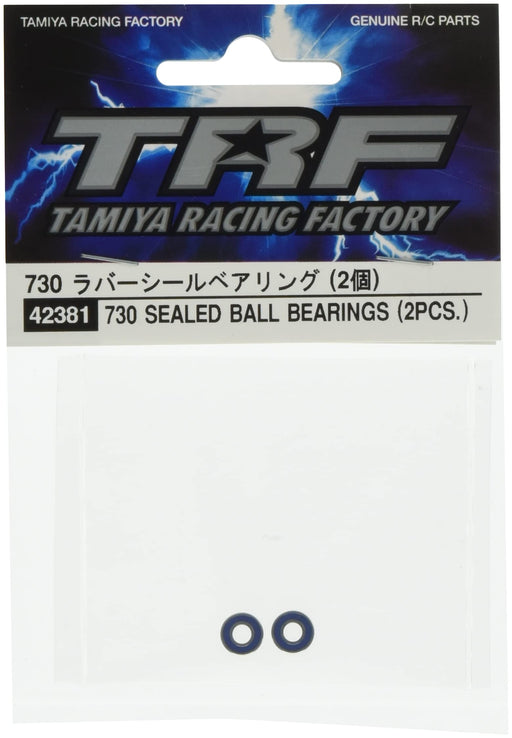 TAMIYA RACING FACTORY
GENUINE R/C PARTS
TRF
TAMIYA RACING FACTORY
730 ラバーシールベアリング (2個)
42381 730 SEALED BALL BEARINGS (2PCS.)